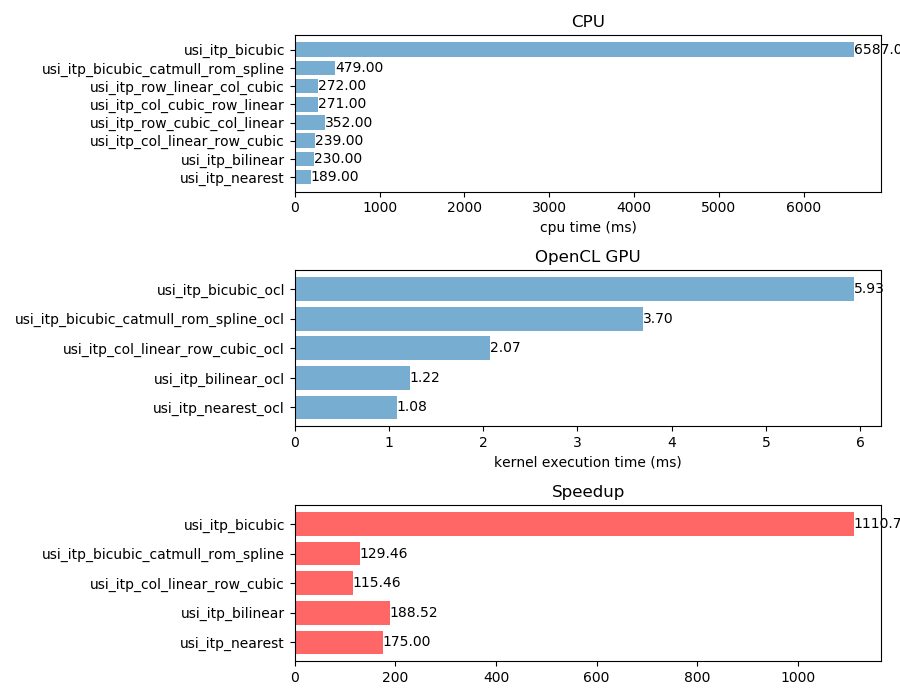 CPU
usi_itp_bicubic 6587.0
usi_itp_bicubic_catmull_rom_spline 479.00
usi_itp_row_linear_col_cubic 272.00
usi_itp_col_cubic_row_linear 271.00
usi_itp_row_cubic_col_linear 352.00
usi_itp_col_linear_row_cubic 239.00
usi_itp_bilinear 230.00
usi_itp_nearest 189.00
0 1000 2000 3000 4000 5000 6000
cpu time (ms)
OpenCL GPU
usi_itp_bicubic_ocl 5.93
usi_itp_bicubic_catmull_rom_spline_ocl 3.70
usi_itp_col_linear_row_cubic_ocl 2.07
usi_itp_bilinear_ocl 1.22
usi_itp_nearest_ocl 1.08
0 1 2 3 4 5 6
kernel execution time (ms)
Speedup
usi_itp_bicubic 1110.7
usi_itp_bicubic_catmull_rom_spline 129.46
usi_itp_col_linear_row_cubic 115.46
usi_itp_bilinear 188.52
usi_itp_nearest 175.00
0 200 400 600 800 1000